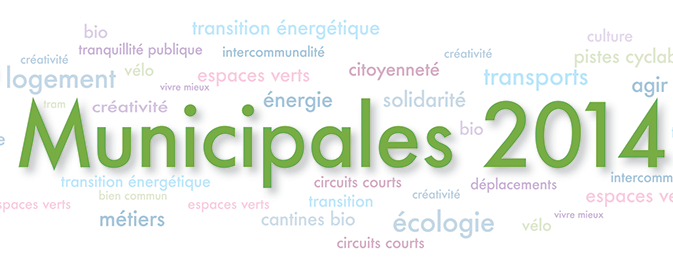 transition énergétique
culture
bio
tranquillité publique
intercommunalité
créativité
pistes cyclab
créativité
vélo
citoyenneté
logement
espaces verts
transports
agir
vivre mieux
énergie
solidarité
tram
créativité
Municipales 2014
bio
transition énergétique
circuits courts
déplacements
intercomm
bien commun
créativité
espaces verts
espaces verts
espaces verts
transition
métiers
cantines bio
écologie
vélo
vivre mieux
circuits courts